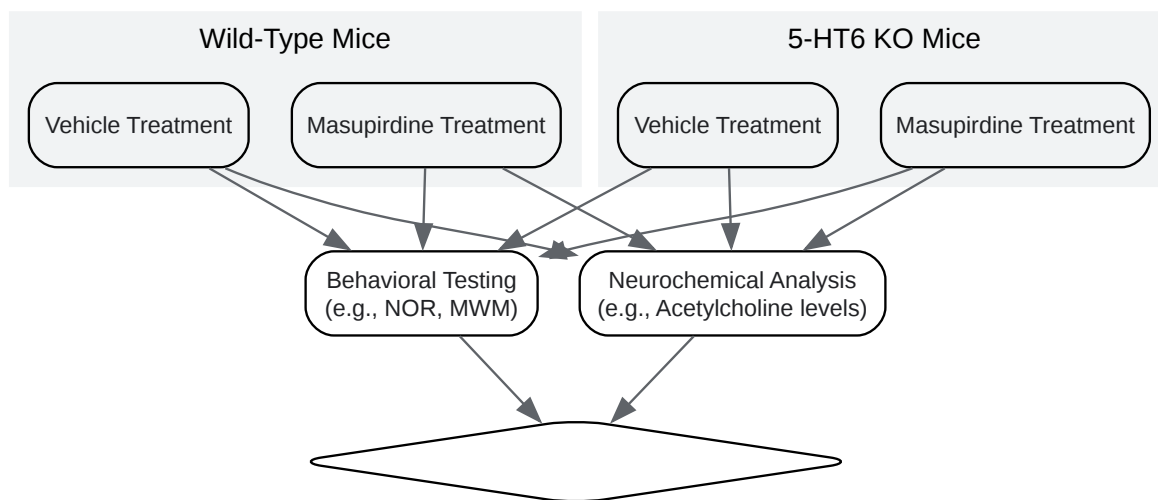 Wild-Type Mice
5-HT6 KO Mice
Vehicle Treatment
Masupirdine Treatment
Vehicle Treatment
Masupirdine Treatment
Behavioral Testing
(e.g., NOR, MWM)
Neurochemical Analysis
(e.g., Acetylcholine levels)